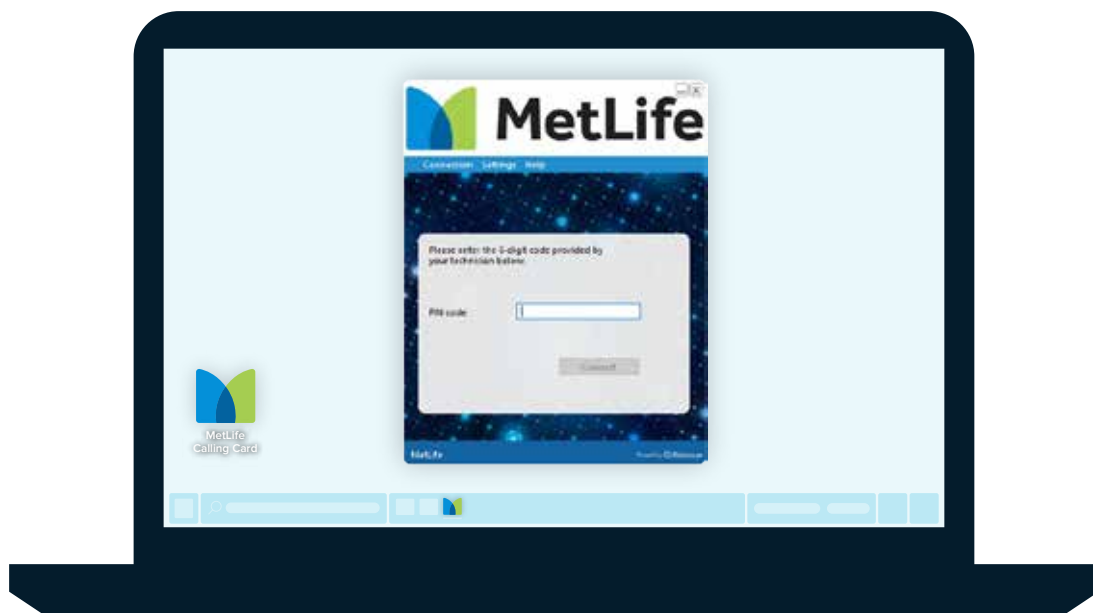 MetLife
Connection Settings Help
Please enter the 6-digit code provided by
your technician below.
PIN code
Connect
MetLife
MetLife
Calling Card